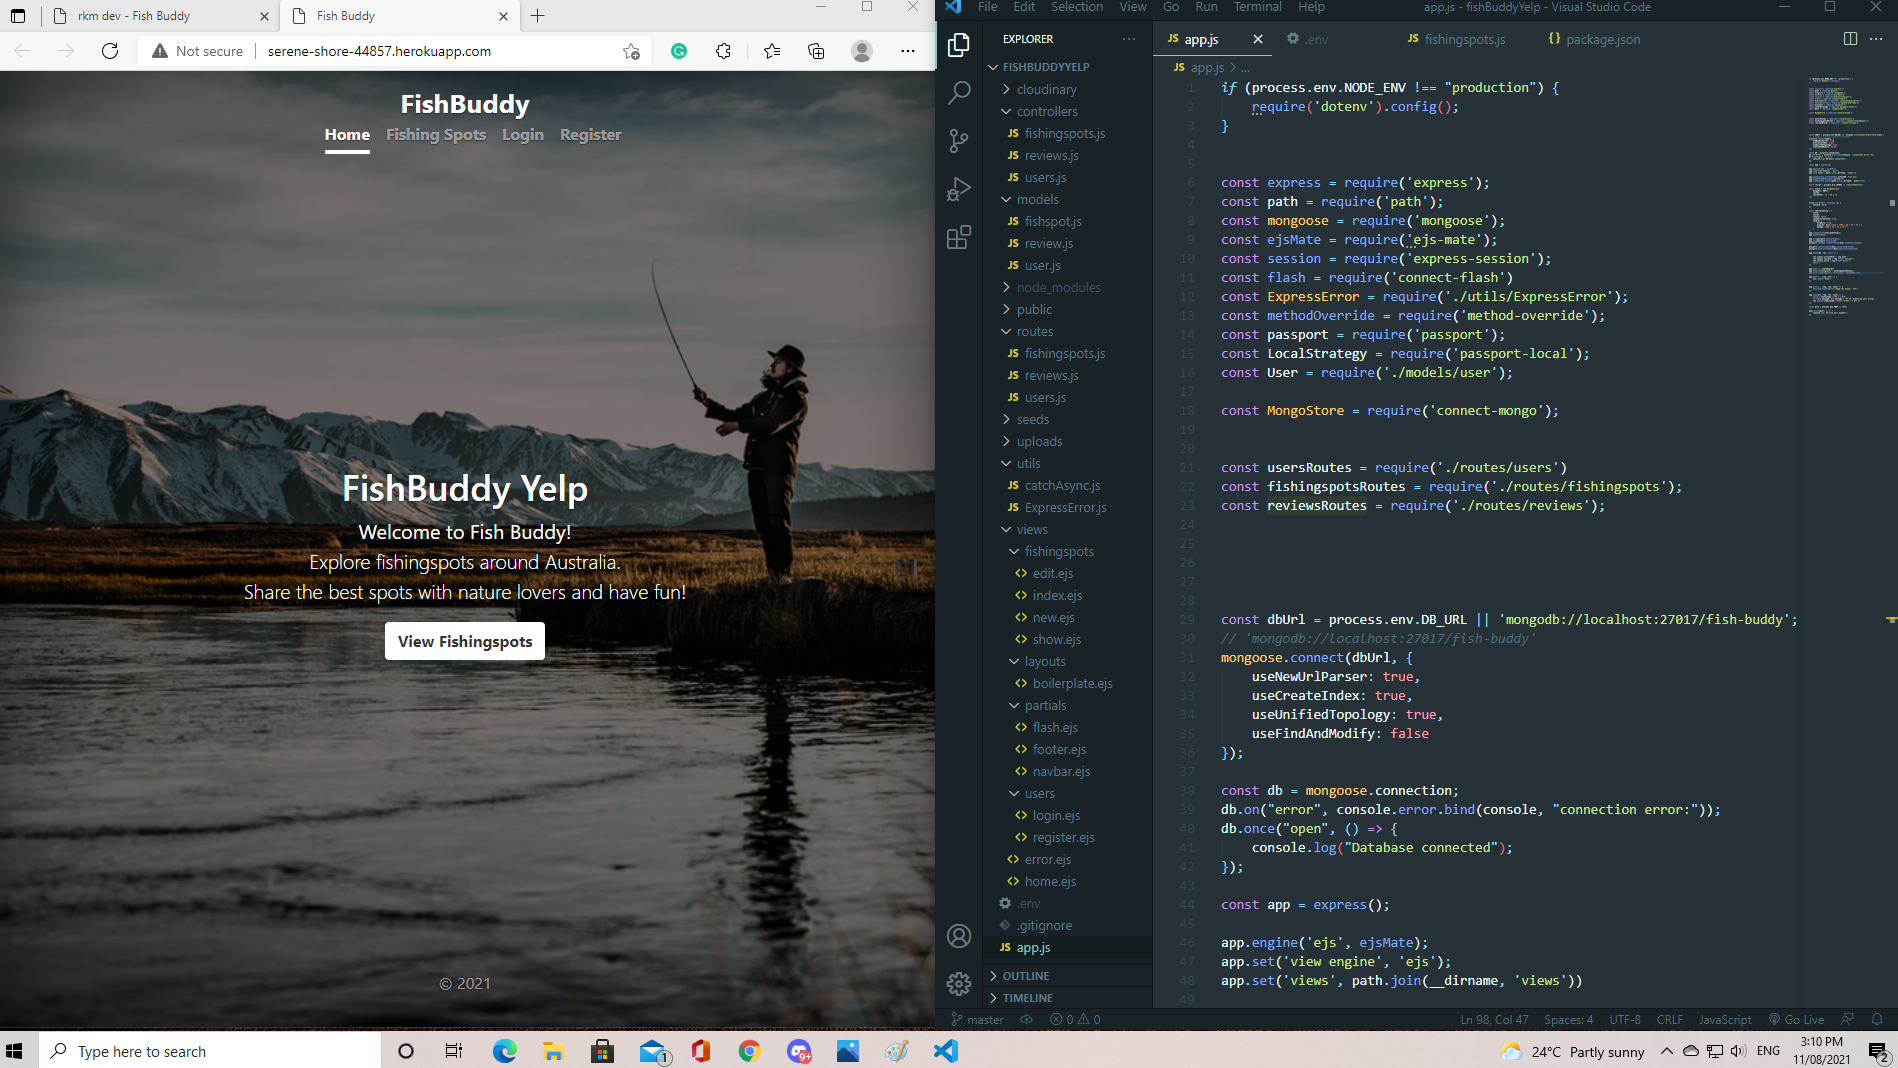 rkm dev - Fish Buddy
Fish Buddy
Not secure
serene-shore-44857.herokuapp.com
FishBuddy
Home Fishing Spots Login Register
FishBuddy Yelp
Welcome to Fish Buddy!
Explore fishingspots around Australia.
Share the best spots with nature lovers and have fun!
View Fishingspots
© 2021
File Edit Selection View Go Run Terminal Help
app.js - fishBuddyYelp - Visual Studio Code
EXPLORER
FISHBUDDYYELP
cloudinary
controllers
JS fishingspots.js
JS reviews.js
JS users.js
models
JS fishspot.js
JS review.js
JS user.js
node_modules
public
routes
JS fishingspots.js
JS reviews.js
JS users.js
seeds
uploads
utils
JS catchAsync.js
JS ExpressError.js
views
fishingspots
<> edit.ejs
<> index.ejs
<> new.ejs
<> show.ejs
layouts
<> boilerplate.ejs
partials
<> flash.ejs
<> footer.ejs
<> navbar.ejs
users
<> login.ejs
<> register.ejs
<> error.ejs
<> home.ejs
.env
.gitignore
JS app.js
OUTLINE
TIMELINE
JS app.js
.env
JS fishingspots.js
{} package.json
JS app.js > ...
1 if (process.env.NODE_ENV !== "production") {
2 require('dotenv').config();
3 }
4
5
6 const express = require('express');
7 const path = require('path');
8 const mongoose = require('mongoose');
9 const ejsMate = require('ejs-mate');
10 const session = require('express-session');
11 const flash = require('connect-flash')
12 const ExpressError = require('./utils/ExpressError');
13 const methodOverride = require('method-override');
14 const passport = require('passport');
15 const LocalStrategy = require('passport-local');
16 const User = require('./models/user');
17
18 const MongoStore = require('connect-mongo');
19
20
21 const usersRoutes = require('./routes/users')
22 const fishingspotsRoutes = require('./routes/fishingspots');
23 const reviewsRoutes = require('./routes/reviews');
24
25
26
27
28
29 const dbUrl = process.env.DB_URL || 'mongodb://localhost:27017/fish-buddy';
30 // 'mongodb://localhost:27017/fish-buddy'
31 mongoose.connect(dbUrl, {
32 useNewUrlParser: true,
33 useCreateIndex: true,
34 useUnifiedTopology: true,
35 useFindAndModify: false
36 });
37
38 const db = mongoose.connection;
39 db.on("error", console.error.bind(console, "connection error:"));
40 db.once("open", () => {
41 console.log("Database connected");
42 });
43
44 const app = express();
45
46 app.engine('ejs', ejsMate);
47 app.set('view engine', 'ejs');
48 app.set('views', path.join(__dirname, 'views'))
49
master
0 0
Ln 98, Col 47 Spaces: 4 UTF-8 CRLF JavaScript Go Live
Type here to search
1
9+
24°C Partly sunny
ENG
3:10 PM
11/08/2021
2